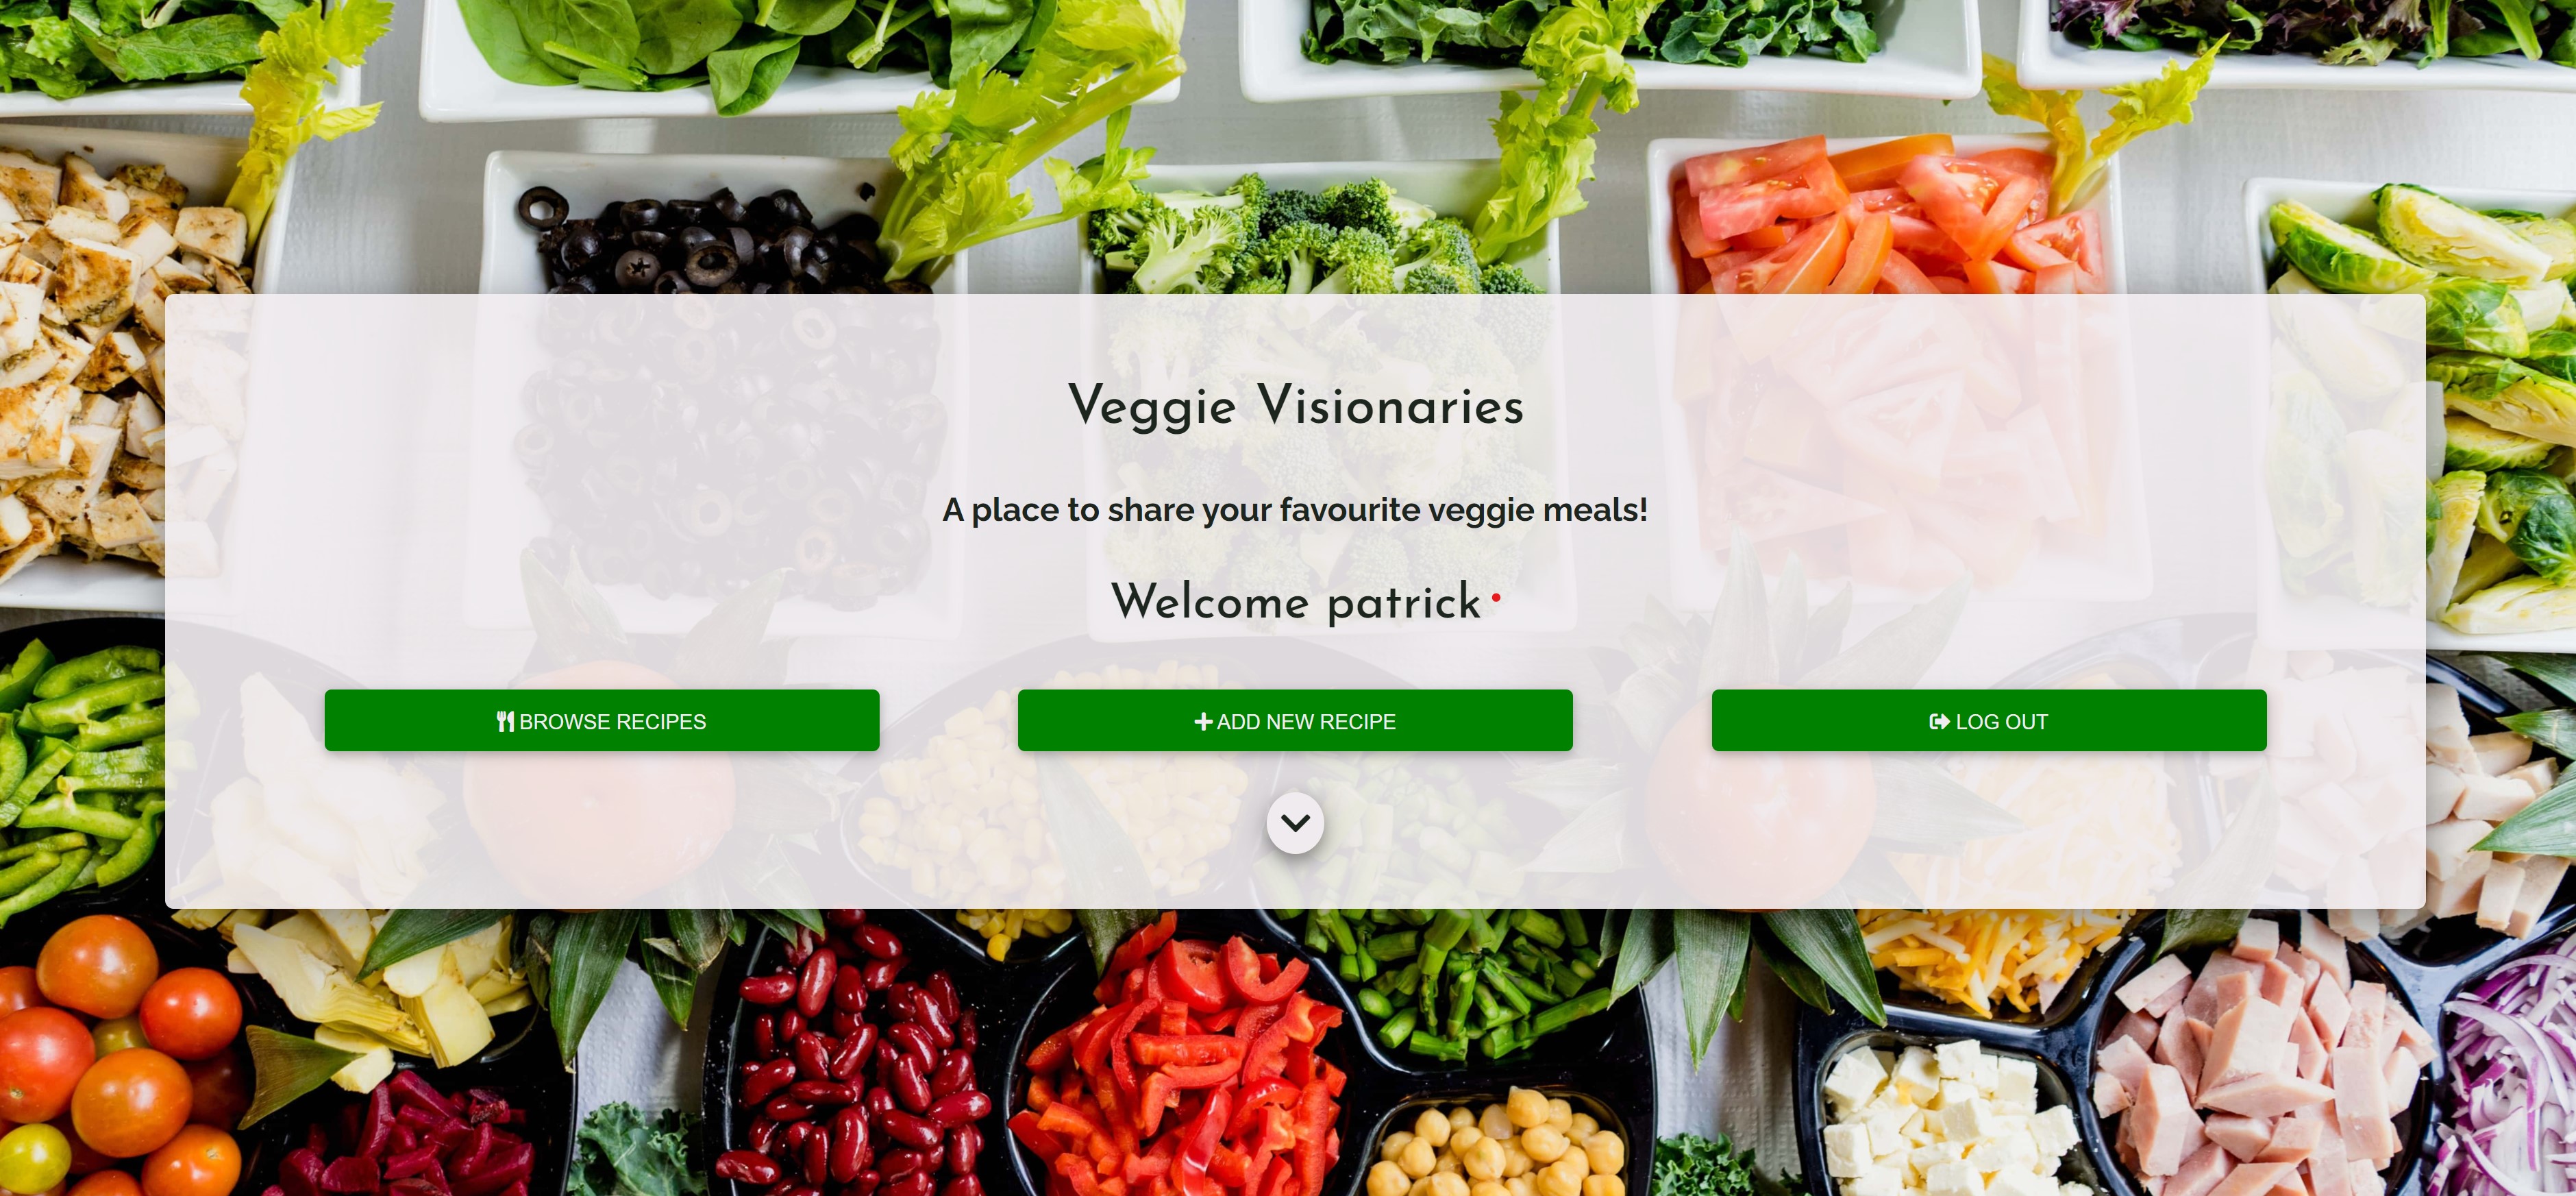 Veggie Visionaries
A place to share your favourite veggie meals!
Welcome patrick
BROWSE RECIPES
ADD NEW RECIPE
LOG OUT